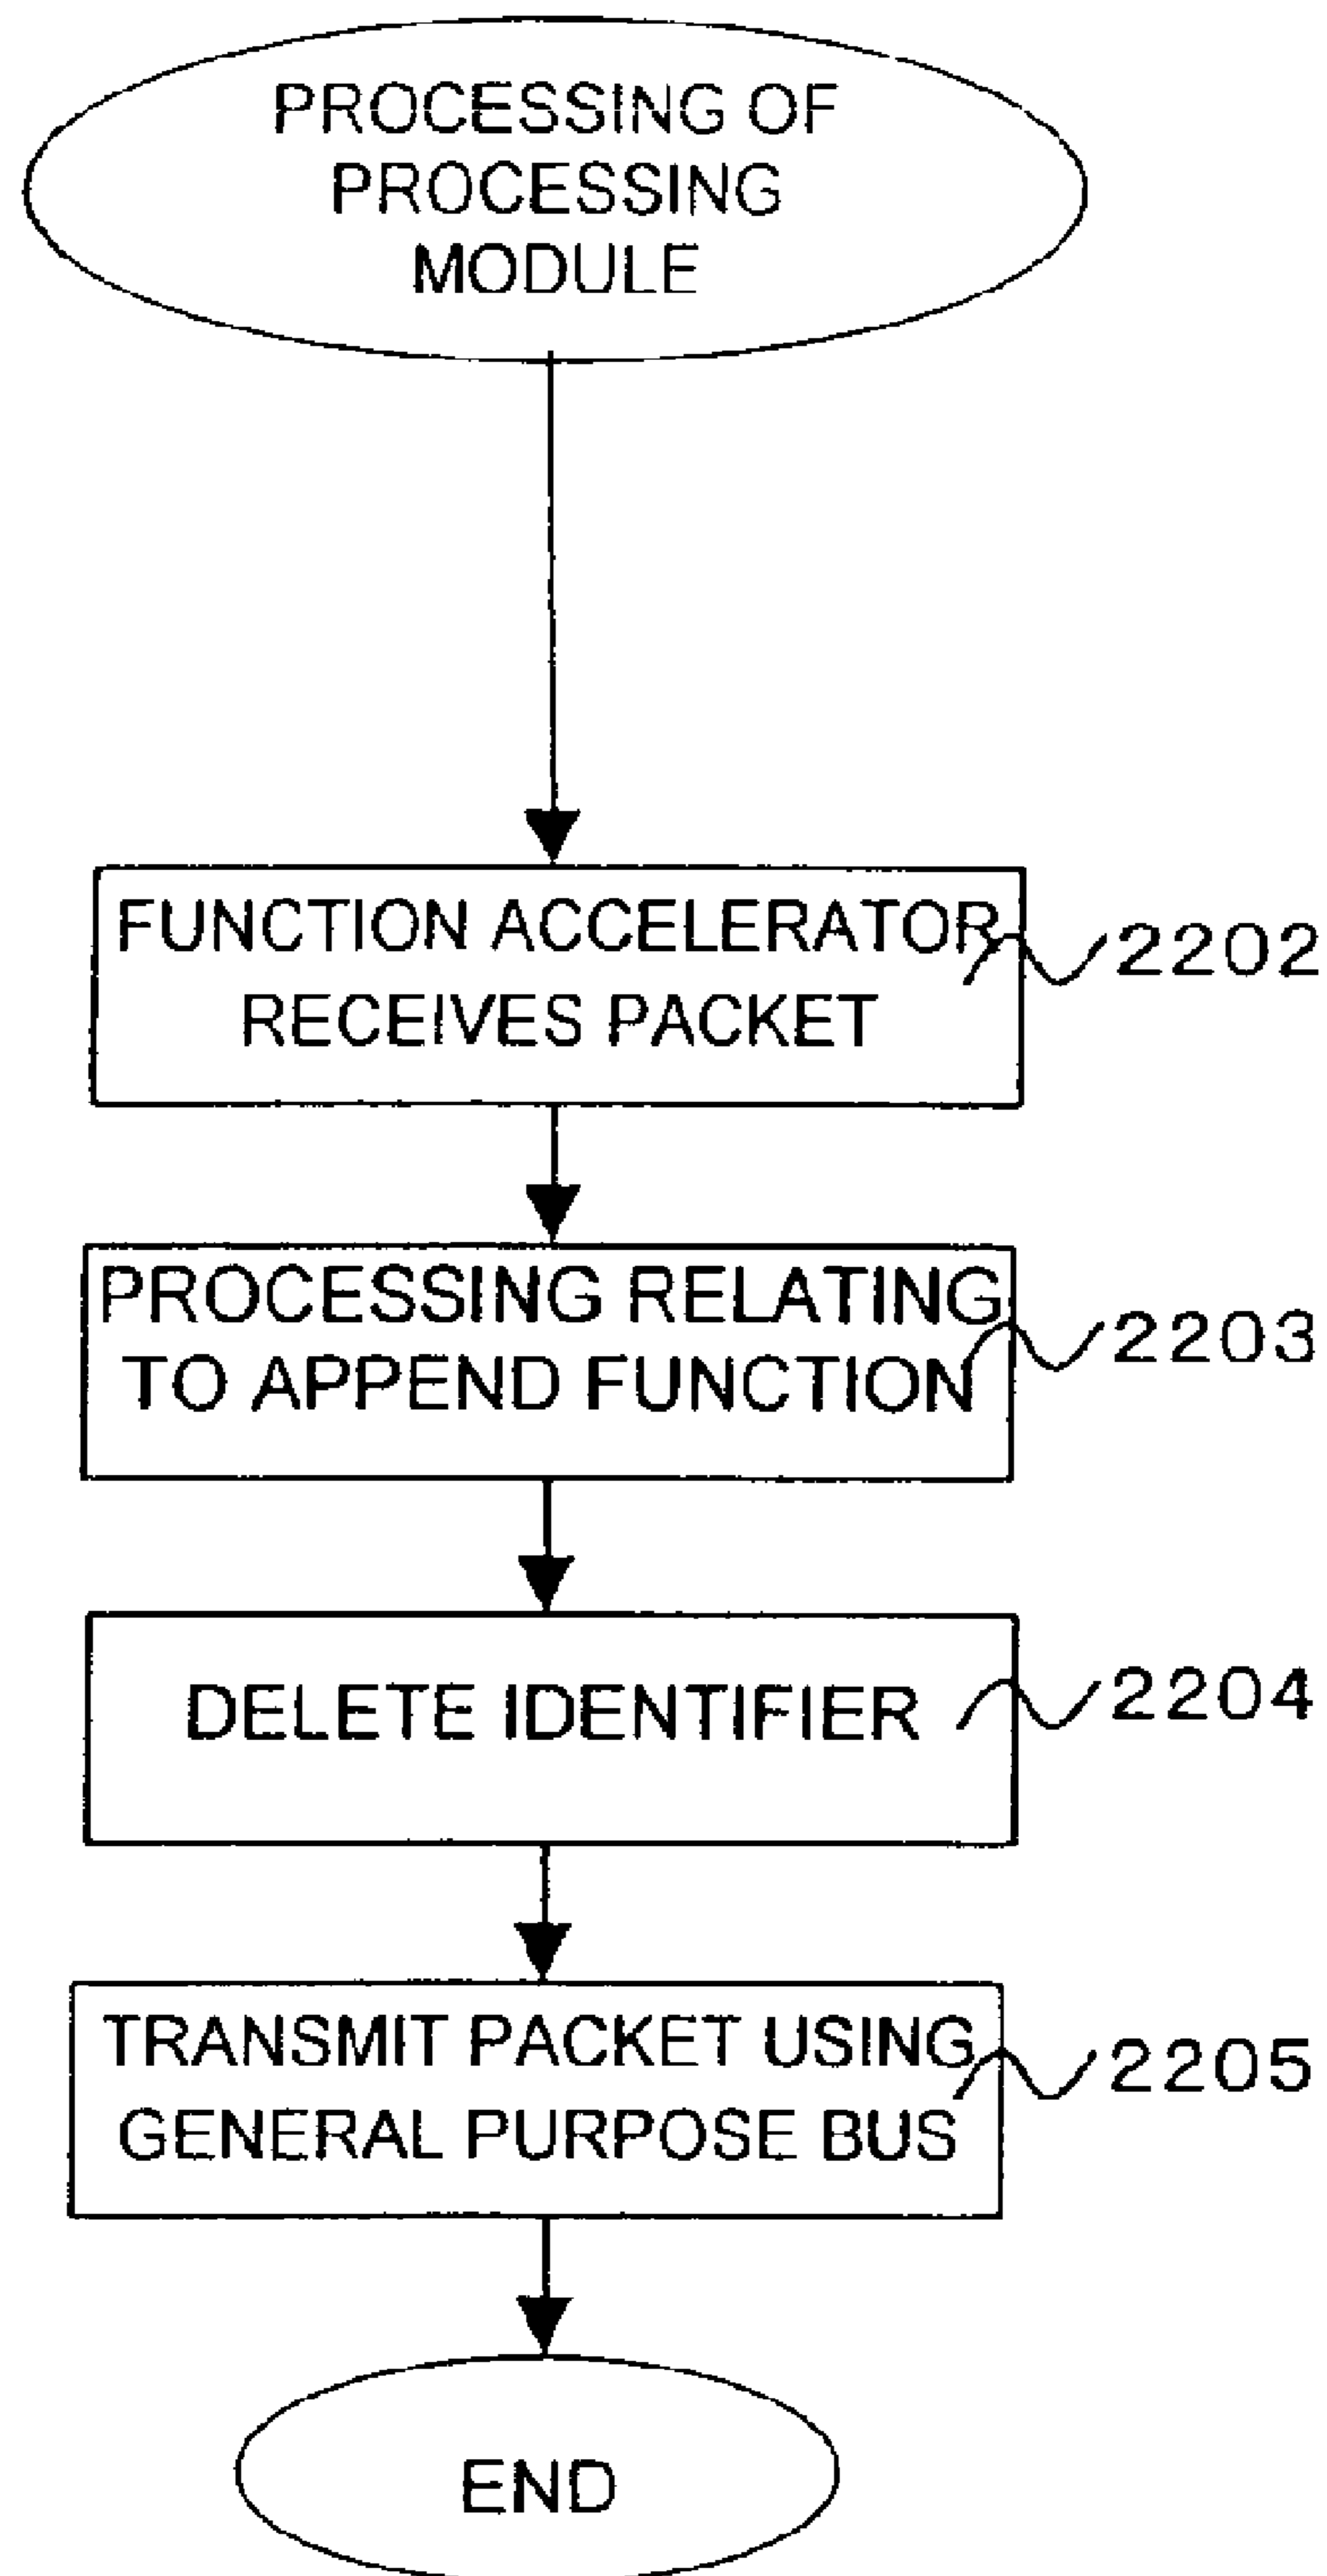 PROCESSING OF
PROCESSING
MODULE
FUNCTION ACCELERATOR
RECEIVES PACKET
2202
PROCESSING RELATING
TO APPEND FUNCTION
2203
DELETE IDENTIFIER
2204
TRANSMIT PACKET USING
GENERAL PURPOSE BUS
2205
END